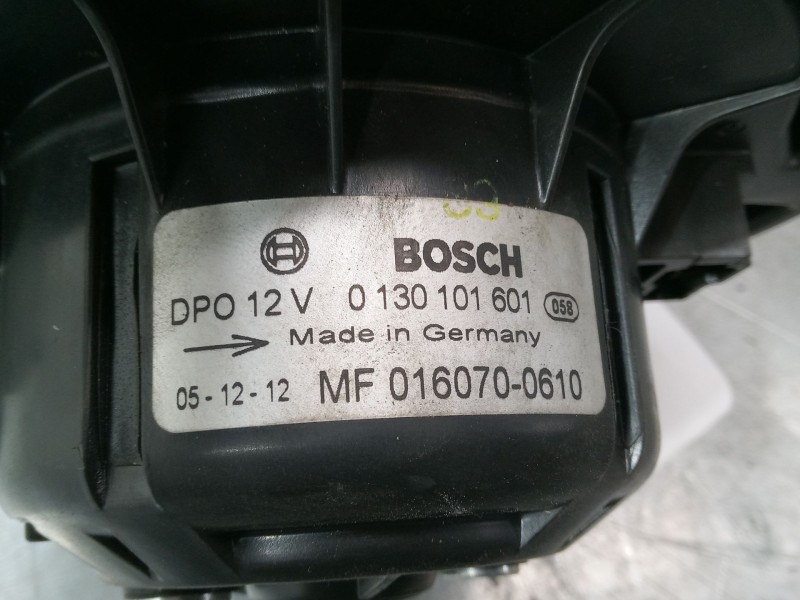 BOSCH
DPO 12 V 0 130 101 601 058
Made in Germany
05 - 12 - 12 MF 016070-0610